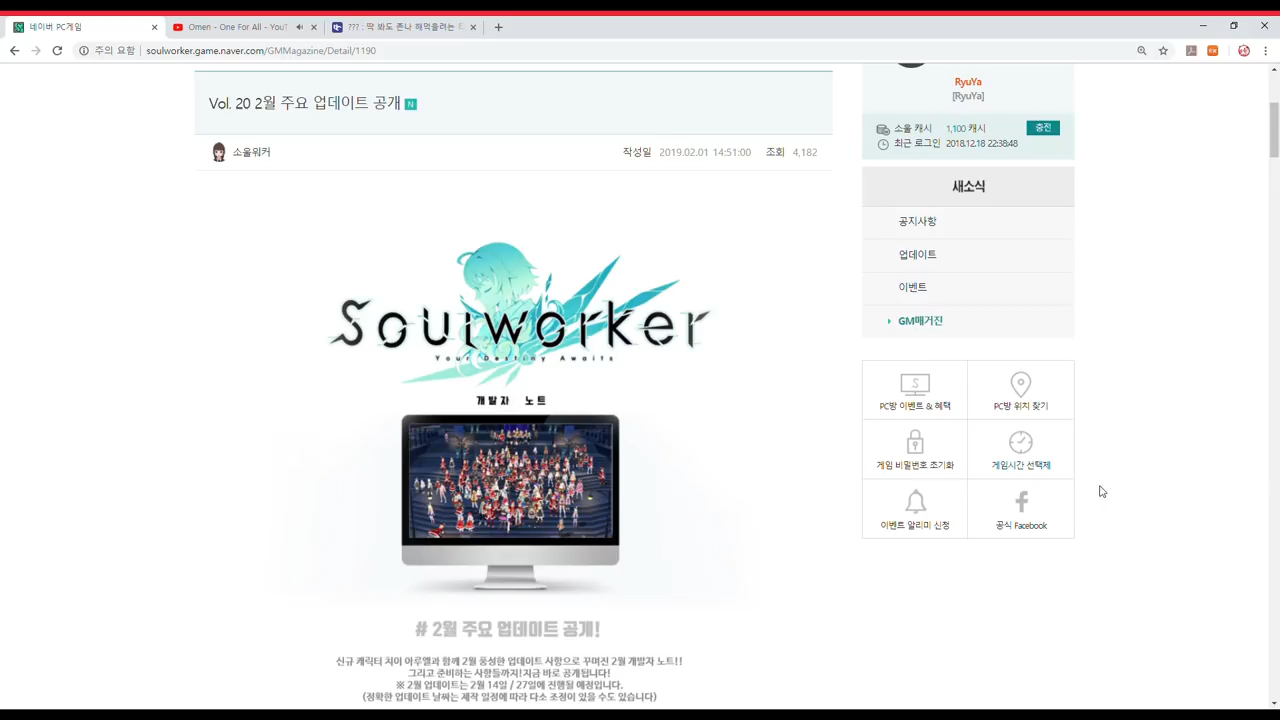 네이버 PC게임
Omen - One For All - YouT
??? : 딱 봐도 존나 해먹을려는
주의 요함
soulworker.game.naver.com/GMMagazine/Detail/1190
Vol. 20 2월 주요 업데이트 공개 N
소울워커
작성일 2019.02.01 14:51:00 조회 4,182
Soulworker
Your Destiny Awaits
개발자 노트
# 2월 주요 업데이트 공개!
신규 캐릭터 치이 아루엘과 함께 2월 풍성한 업데이트 사항으로 꾸며진 2월 개발자 노트!!
그리고 준비하는 사항들까지!지금 바로 공개됩니다!
※ 2월 업데이트는 2월 14일 / 27일에 진행될 예정입니다.
(정확한 업데이트 날짜는 제작 일정에 따라 다소 조정이 있을 수도 있습니다)
RyuYa
[RyuYa]
소울 캐시 1,100 캐시 충전
최근 로그인 2018.12.18 22:38:48
새소식
공지사항
업데이트
이벤트
GM매거진
PC방 이벤트 & 혜택
PC방 위치 찾기
게임 비밀번호 초기화
게임시간 선택제
이벤트 알리미 신청
공식 Facebook